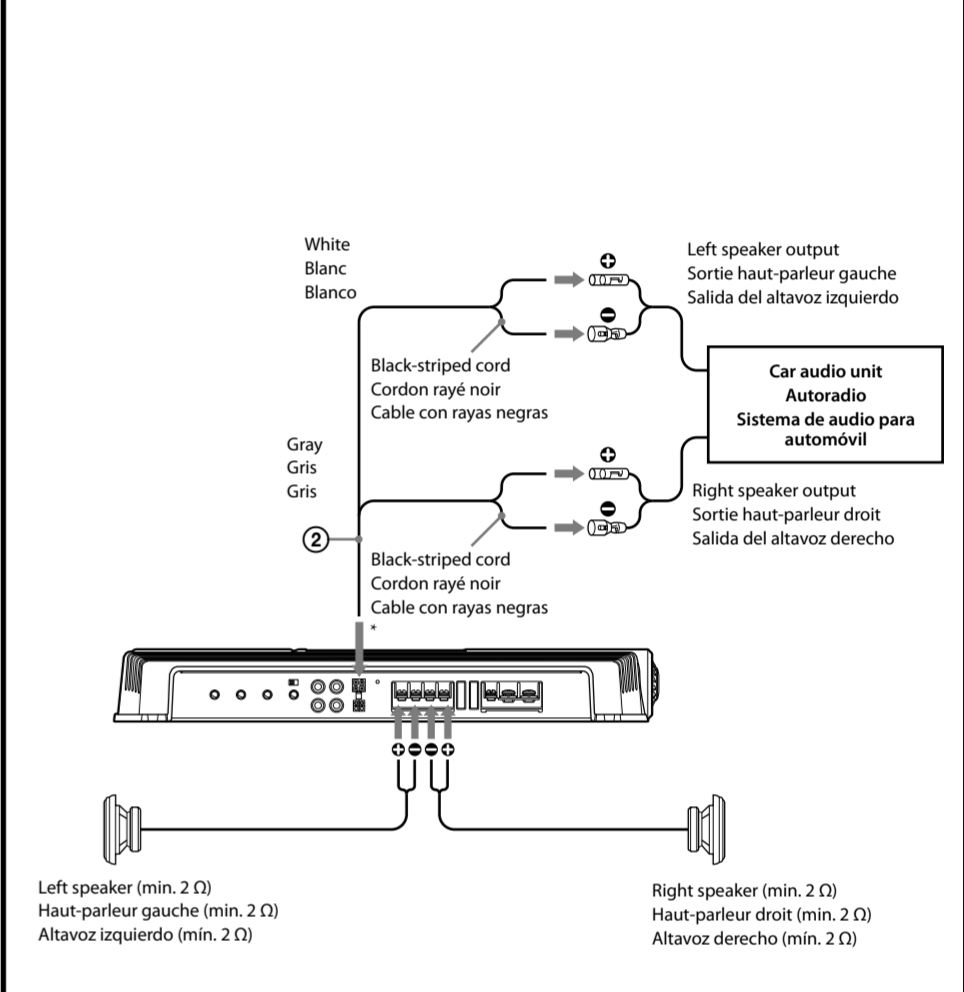 White
Blanc
Blanco
Left speaker output
Sortie haut-parleur gauche
Salida del altavoz izquierdo
Black-striped cord
Cordon rayé noir
Cable con rayas negras
Car audio unit
Autoradio
Sistema de audio para
automóvil
Gray
Gris
Gris
Right speaker output
Sortie haut-parleur droit
Salida del altavoz derecho
2
Black-striped cord
Cordon rayé noir
Cable con rayas negras
*
Left speaker (min. 2 Ω)
Haut-parleur gauche (min. 2 Ω)
Altavoz izquierdo (mín. 2 Ω)
Right speaker (min. 2 Ω)
Haut-parleur droit (min. 2 Ω)
Altavoz derecho (mín. 2 Ω)